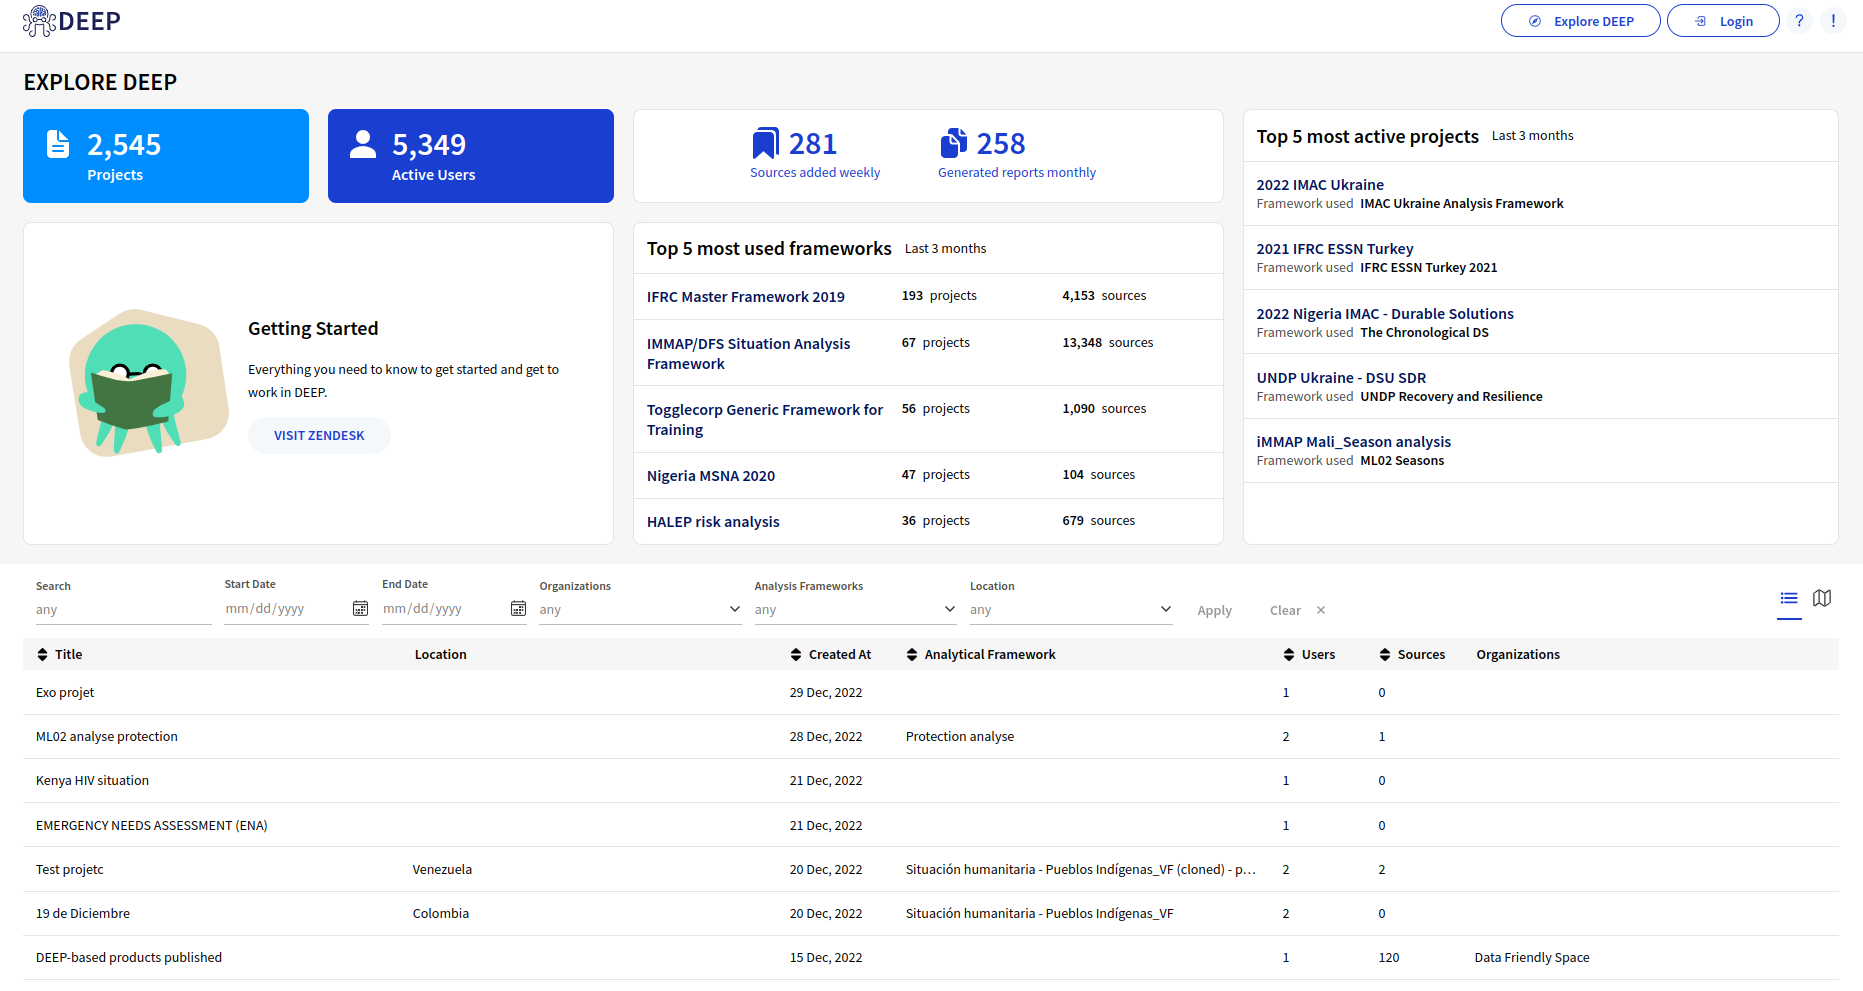 DEEP
Explore DEEP
Login
?
!
EXPLORE DEEP
2,545
Projects
5,349
Active Users
281
Sources added weekly
258
Generated reports monthly
Top 5 most active projects Last 3 months
2022 IMAC Ukraine
Framework used IMAC Ukraine Analysis Framework
2021 IFRC ESSN Turkey
Framework used IFRC ESSN Turkey 2021
2022 Nigeria IMAC - Durable Solutions
Framework used The Chronological DS
UNDP Ukraine - DSU SDR
Framework used UNDP Recovery and Resilience
iMMAP Mali_Season analysis
Framework used ML02 Seasons
Getting Started
Everything you need to know to get started and get to
work in DEEP.
VISIT ZENDESK
Top 5 most used frameworks Last 3 months
IFRC Master Framework 2019 193 projects 4,153 sources
IMMAP/DFS Situation Analysis 67 projects 13,348 sources
Framework
Togglecorp Generic Framework for 56 projects 1,090 sources
Training
Nigeria MSNA 2020 47 projects 104 sources
HALEP risk analysis 36 projects 679 sources
Search Start Date End Date Organizations Analysis Frameworks Location
any mm/dd/yyyy mm/dd/yyyy any any any Apply Clear
Title Location Created At Analytical Framework Users Sources Organizations
Exo projet 29 Dec, 2022 1 0
ML02 analyse protection 28 Dec, 2022 Protection analyse 2 1
Kenya HIV situation 21 Dec, 2022 1 0
EMERGENCY NEEDS ASSESSMENT (ENA) 21 Dec, 2022 1 0
Test projetc Venezuela 20 Dec, 2022 Situación humanitaria - Pueblos Indígenas_VF (cloned) - p… 2 2
19 de Diciembre Colombia 20 Dec, 2022 Situación humanitaria - Pueblos Indígenas_VF 2 0
DEEP-based products published 15 Dec, 2022 1 120 Data Friendly Space